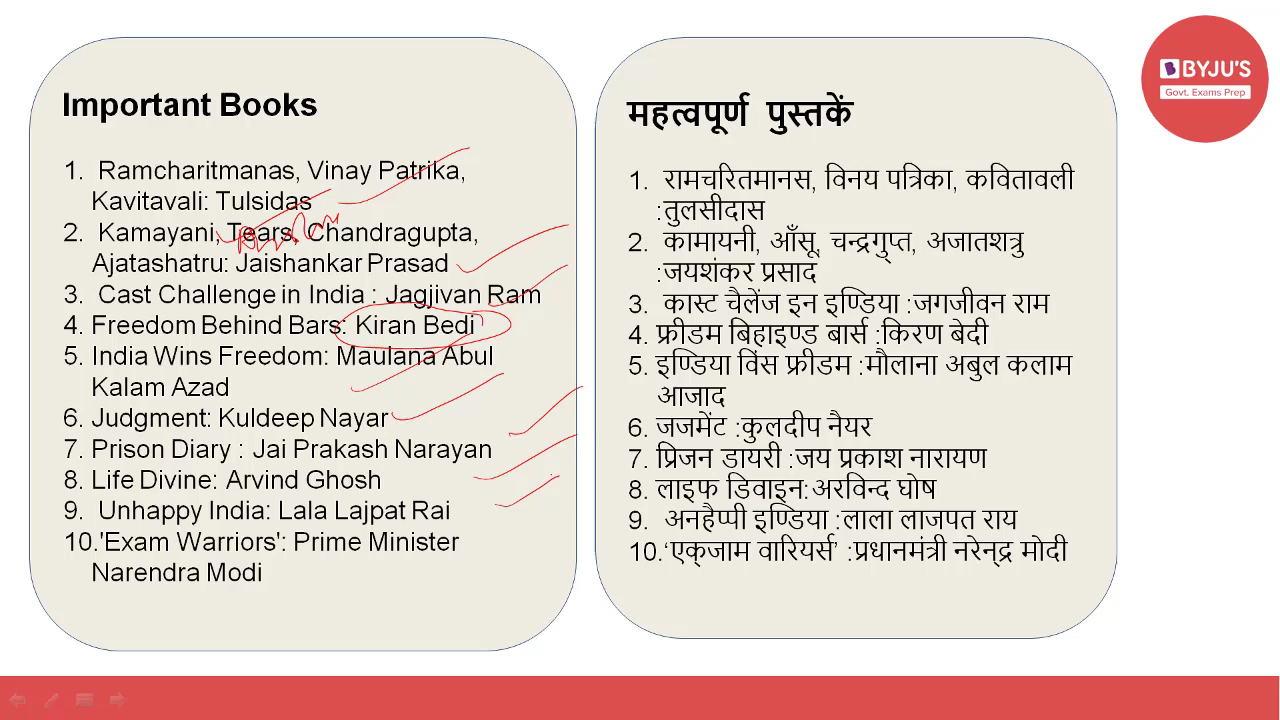 Important Books
1. Ramcharitmanas, Vinay Patrika,
Kavitavali: Tulsidas
2. Kamayani, Tears, Chandragupta,
Ajatashatru: Jaishankar Prasad
3. Cast Challenge in India : Jagjivan Ram
4. Freedom Behind Bars: Kiran Bedi
5. India Wins Freedom: Maulana Abul
Kalam Azad
6. Judgment: Kuldeep Nayar
7. Prison Diary : Jai Prakash Narayan
8. Life Divine: Arvind Ghosh
9. Unhappy India: Lala Lajpat Rai
10.'Exam Warriors': Prime Minister
Narendra Modi
महत्वपूर्ण पुस्तकें
1. रामचरितमानस, विनय पत्रिका, कवितावली
:तुलसीदास
2. कामायनी, आँसू, चन्द्रगुप्त, अजातशत्रु
:जयशंकर प्रसाद
3. कास्ट चैलेंज इन इण्डिया :जगजीवन राम
4. फ्रीडम बिहाइण्ड बार्स :किरण बेदी
5. इण्डिया विंस फ्रीडम :मौलाना अबुल कलाम
आजाद
6. जजमेंट :कुलदीप नैयर
7. प्रिजन डायरी :जय प्रकाश नारायण
8. लाइफ डिवाइन: अरविन्द घोष
9. अनहैप्पी इण्डिया :लाला लाजपत राय
10.‘एक्जाम वारियर्स’ :प्रधानमंत्री नरेन्द्र मोदी
BYJU'S
Govt. Exams Prep